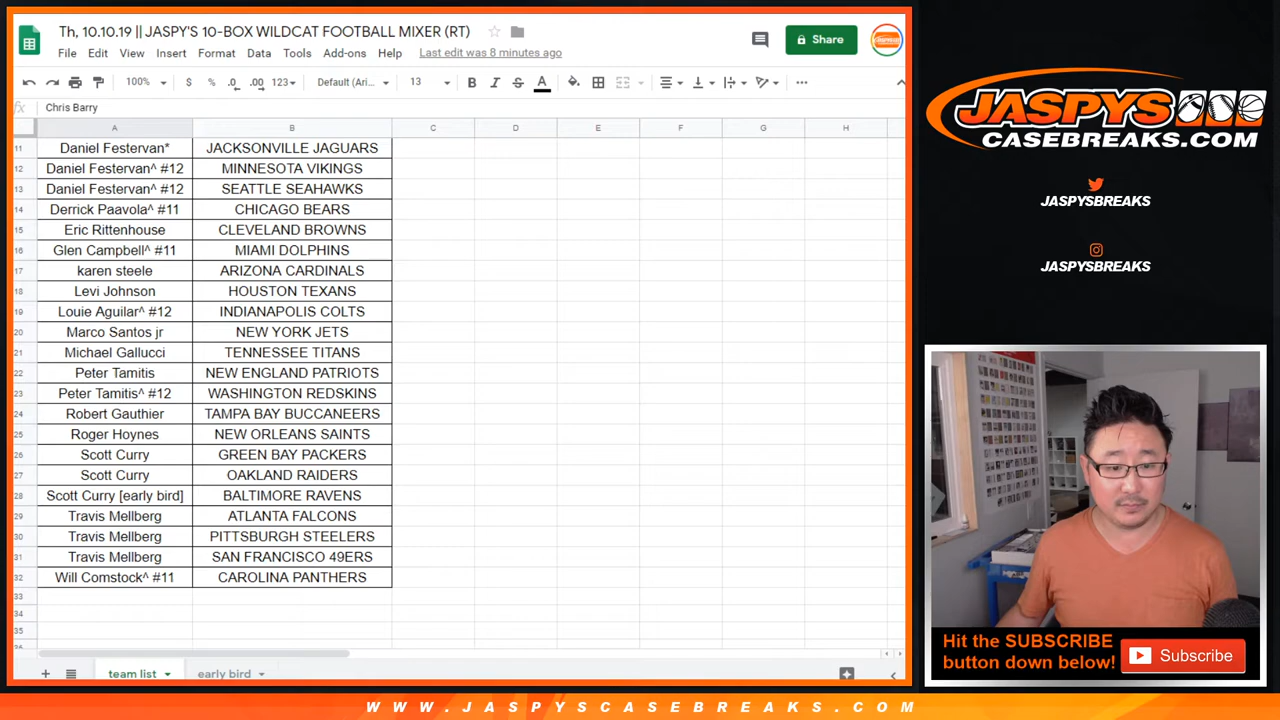 Th, 10.10.19 || JASPY'S 10-BOX WILDCAT FOOTBALL MIXER (RT)
File Edit View Insert Format Data Tools Add-ons Help Last edit was 8 minutes ago
Share
100% $ % .0 .00 123 Default (Ari... 13 B I S A
fx Chris Barry
A B C D E F G H
11 Daniel Festervan* JACKSONVILLE JAGUARS
12 Daniel Festervan^ #12 MINNESOTA VIKINGS
13 Daniel Festervan^ #12 SEATTLE SEAHAWKS
14 Derrick Paavola^ #11 CHICAGO BEARS
15 Eric Rittenhouse CLEVELAND BROWNS
16 Glen Campbell^ #11 MIAMI DOLPHINS
17 karen steele ARIZONA CARDINALS
18 Levi Johnson HOUSTON TEXANS
19 Louie Aguilar^ #12 INDIANAPOLIS COLTS
20 Marco Santos jr NEW YORK JETS
21 Michael Gallucci TENNESSEE TITANS
22 Peter Tamitis NEW ENGLAND PATRIOTS
23 Peter Tamitis^ #12 WASHINGTON REDSKINS
24 Robert Gauthier TAMPA BAY BUCCANEERS
25 Roger Hoynes NEW ORLEANS SAINTS
26 Scott Curry GREEN BAY PACKERS
27 Scott Curry OAKLAND RAIDERS
28 Scott Curry [early bird] BALTIMORE RAVENS
29 Travis Mellberg ATLANTA FALCONS
30 Travis Mellberg PITTSBURGH STEELERS
31 Travis Mellberg SAN FRANCISCO 49ERS
32 Will Comstock^ #11 CAROLINA PANTHERS
33
34
35
team list early bird
JASPYS
CASEBREAKS.COM
JASPYSBREAKS
JASPYSBREAKS
Hit the SUBSCRIBE
button down below!
Subscribe
WWW.JASPYSCASEBREAKS.COM